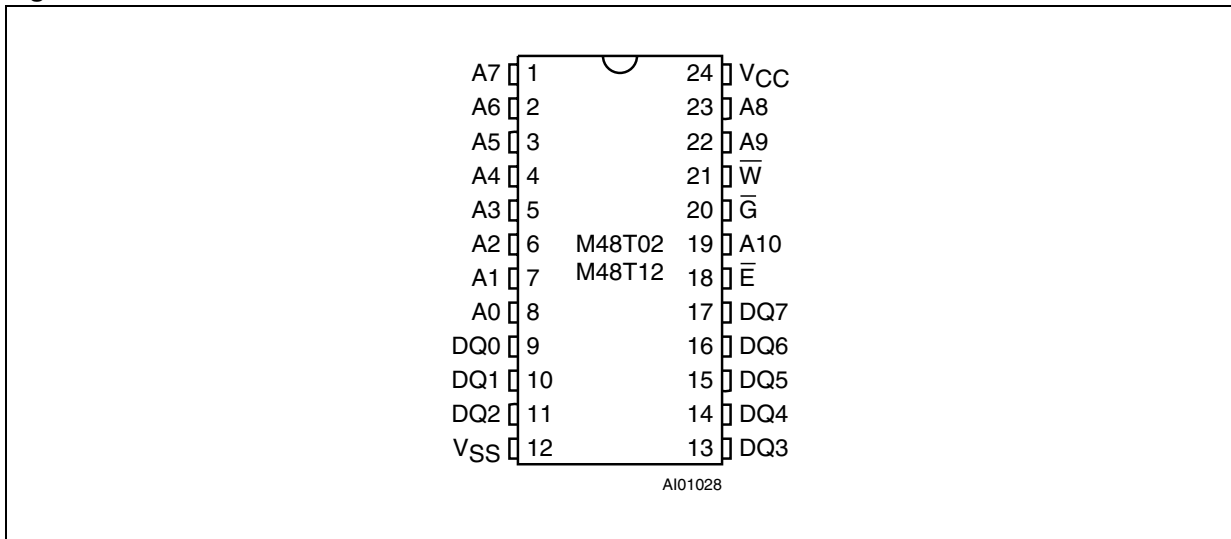 A7 1 24 VCC
A6 2 23 A8
A5 3 22 A9
A4 4 21 W̅
A3 5 20 G̅
A2 6 M48T02 19 A10
A1 7 M48T12 18 E̅
A0 8 17 DQ7
DQ0 9 16 DQ6
DQ1 10 15 DQ5
DQ2 11 14 DQ4
VSS 12 13 DQ3
AI01028